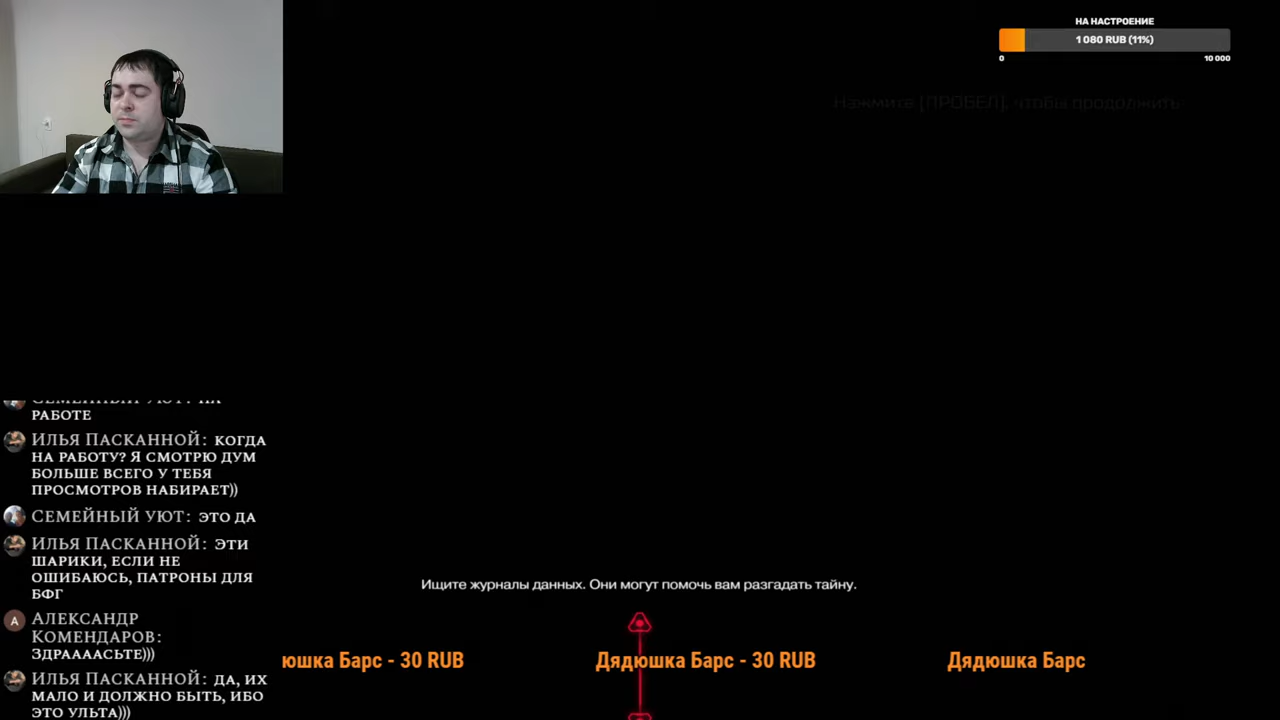 НА НАСТРОЕНИЕ
1 080 RUB (11%)
0
10 000
Нажмите [ПРОБЕЛ], чтобы продолжить
РАБОТЕ
ИЛЬЯ ПАСКАННОЙ: КОГДА
НА РАБОТУ? Я СМОТРЮ ДУМ
БОЛЬШЕ ВСЕГО У ТЕБЯ
ПРОСМОТРОВ НАБИРАЕТ))
СЕМЕЙНЫЙ УЮТ: ЭТО ДА
ИЛЬЯ ПАСКАННОЙ: ЭТИ
ШАРИКИ, ЕСЛИ НЕ
ОШИБАЮСЬ, ПАТРОНЫ ДЛЯ
БФГ
А
АЛЕКСАНДР
КОМЕНДАРОВ:
ЗДРААААСЬТЕ)))
ИЛЬЯ ПАСКАННОЙ: ДА, ИХ
МАЛО И ДОЛЖНО БЫТЬ, ИБО
ЭТО УЛЬТА)))
Ищите журналы данных. Они могут помочь вам разгадать тайну.
юшка Барс - 30 RUB
Дядюшка Барс - 30 RUB
Дядюшка Барс